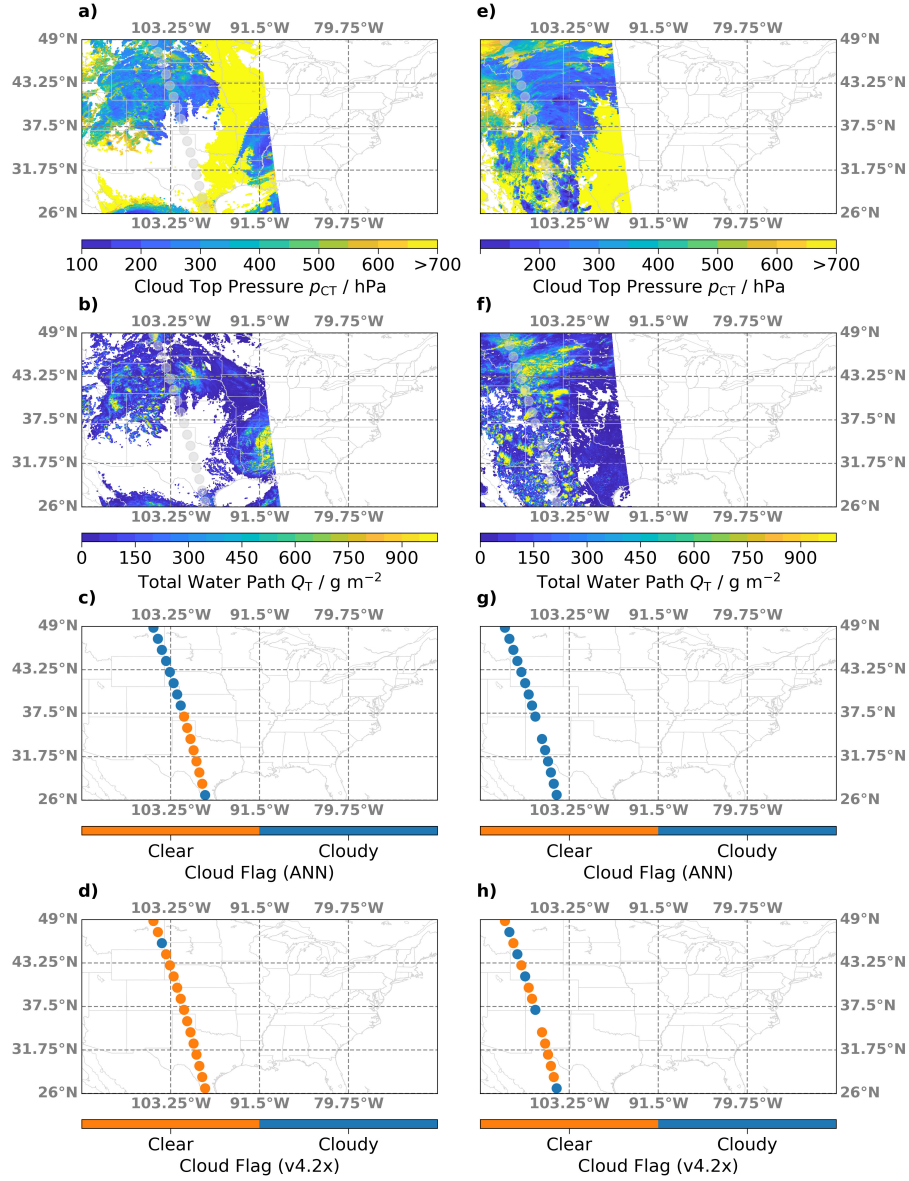 a)
103.25°W 91.5°W 79.75°W
49°N
43.25°N
37.5°N
31.75°N
26°N
103.25°W 91.5°W 79.75°W
100 200 300 400 500 600 >700
Cloud Top Pressure pCT / hPa
e)
103.25°W 91.5°W 79.75°W
49°N
43.25°N
37.5°N
31.75°N
26°N
103.25°W 91.5°W 79.75°W
200 300 400 500 600 >700
Cloud Top Pressure pCT / hPa
b)
103.25°W 91.5°W 79.75°W
49°N
43.25°N
37.5°N
31.75°N
26°N
103.25°W 91.5°W 79.75°W
0 150 300 450 600 750 900
Total Water Path QT / g m−2
f)
103.25°W 91.5°W 79.75°W
49°N
43.25°N
37.5°N
31.75°N
26°N
103.25°W 91.5°W 79.75°W
0 150 300 450 600 750 900
Total Water Path QT / g m−2
c)
103.25°W 91.5°W 79.75°W
49°N
43.25°N
37.5°N
31.75°N
26°N
103.25°W 91.5°W 79.75°W
Clear Cloudy
Cloud Flag (ANN)
g)
103.25°W 91.5°W 79.75°W
49°N
43.25°N
37.5°N
31.75°N
26°N
103.25°W 91.5°W 79.75°W
Clear Cloudy
Cloud Flag (ANN)
d)
103.25°W 91.5°W 79.75°W
49°N
43.25°N
37.5°N
31.75°N
26°N
103.25°W 91.5°W 79.75°W
Clear Cloudy
Cloud Flag (v4.2x)
h)
103.25°W 91.5°W 79.75°W
49°N
43.25°N
37.5°N
31.75°N
26°N
103.25°W 91.5°W 79.75°W
Clear Cloudy
Cloud Flag (v4.2x)